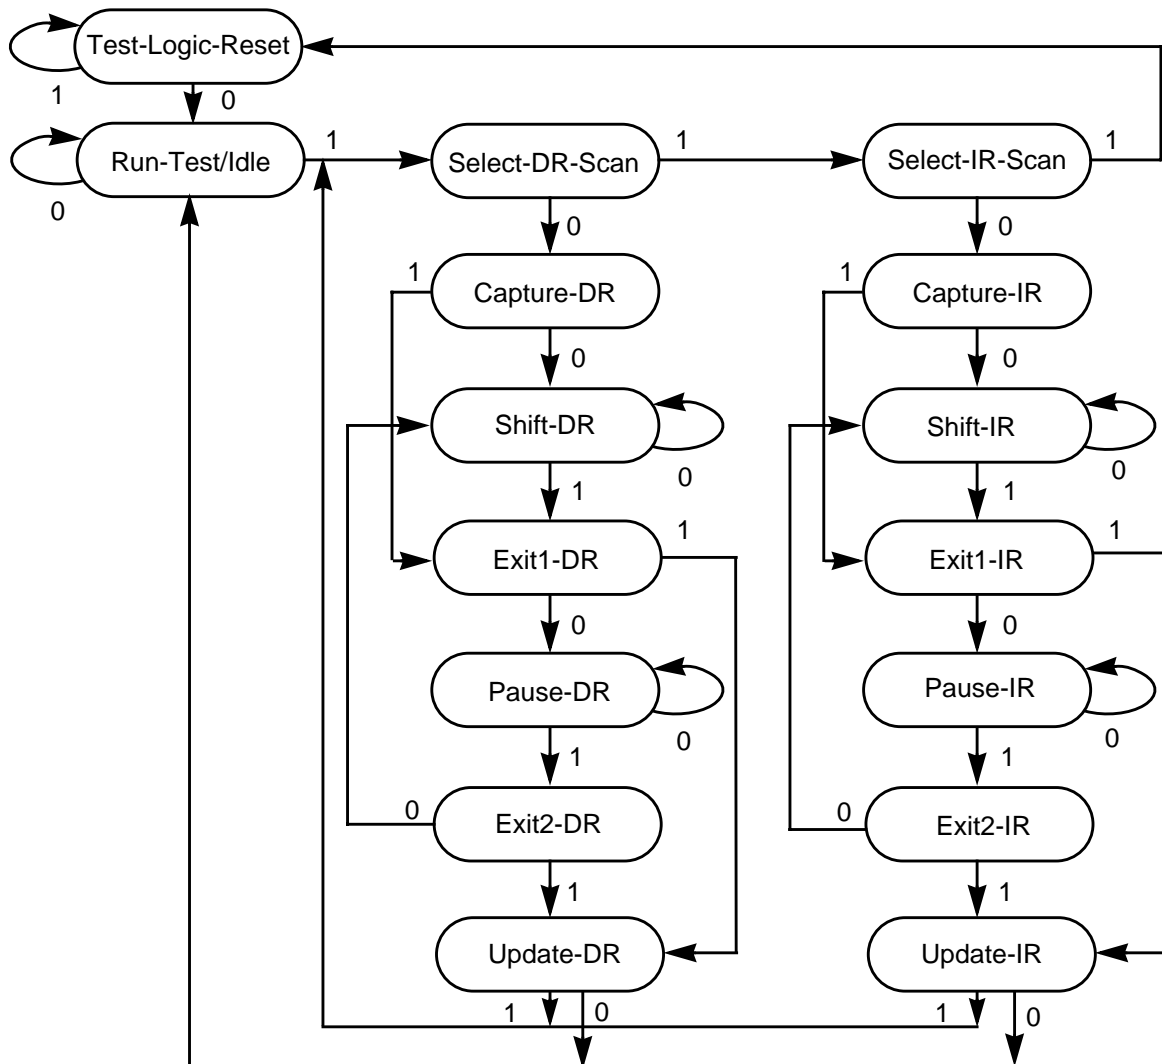 Test-Logic-Reset
1
0
Run-Test/Idle
1
Select-DR-Scan
1
Select-IR-Scan
1
0
0
0
1
Capture-DR
1
Capture-IR
0
0
Shift-DR
Shift-IR
0
0
1
1
Exit1-DR
1
Exit1-IR
1
0
0
Pause-DR
Pause-IR
0
0
1
1
0
Exit2-DR
0
Exit2-IR
1
1
Update-DR
Update-IR
1
0
1
0